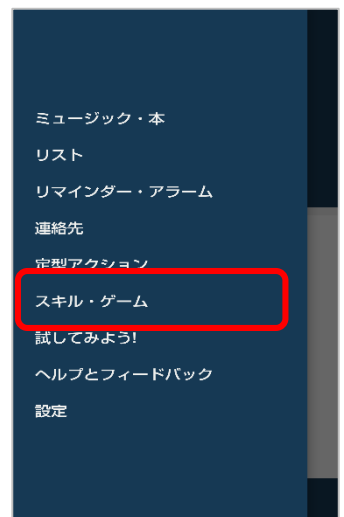 ミュージック・本
リスト
リマインダー・アラーム
連絡先
定型アクション
スキル・ゲーム
試してみよう!
ヘルプとフィードバック
設定